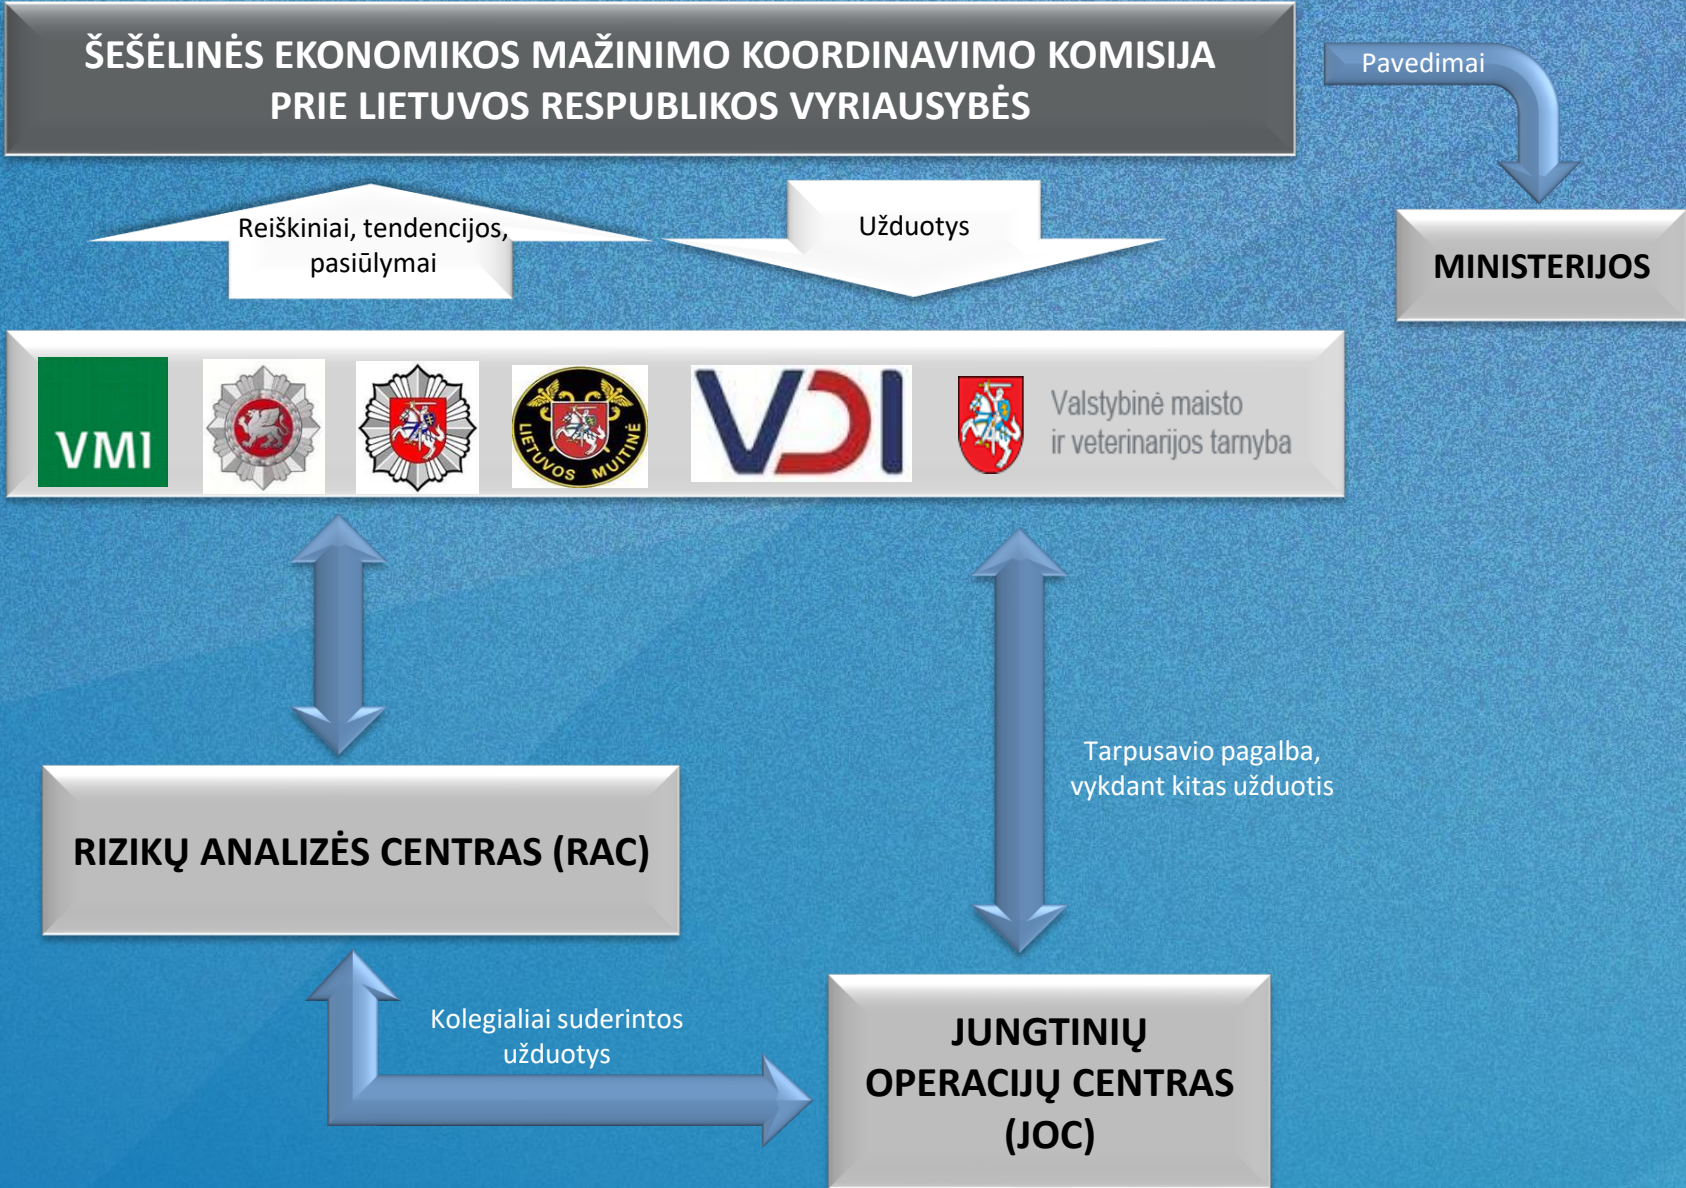 ŠEŠĖLINĖS EKONOMIKOS MAŽINIMO KOORDINAVIMO KOMISIJA
PRIE LIETUVOS RESPUBLIKOS VYRIAUSYBĖS
Pavedimai
MINISTERIJOS
Reiškiniai, tendencijos,
pasiūlymai
Užduotys
VMI
LIETUVOS MUITINĖ
VDI
Valstybinė maisto
ir veterinarijos tarnyba
Tarpusavio pagalba,
vykdant kitas užduotis
RIZIKŲ ANALIZĖS CENTRAS (RAC)
Kolegialiai suderintos
užduotys
JUNGTINIŲ
OPERACIJŲ CENTRAS
(JOC)